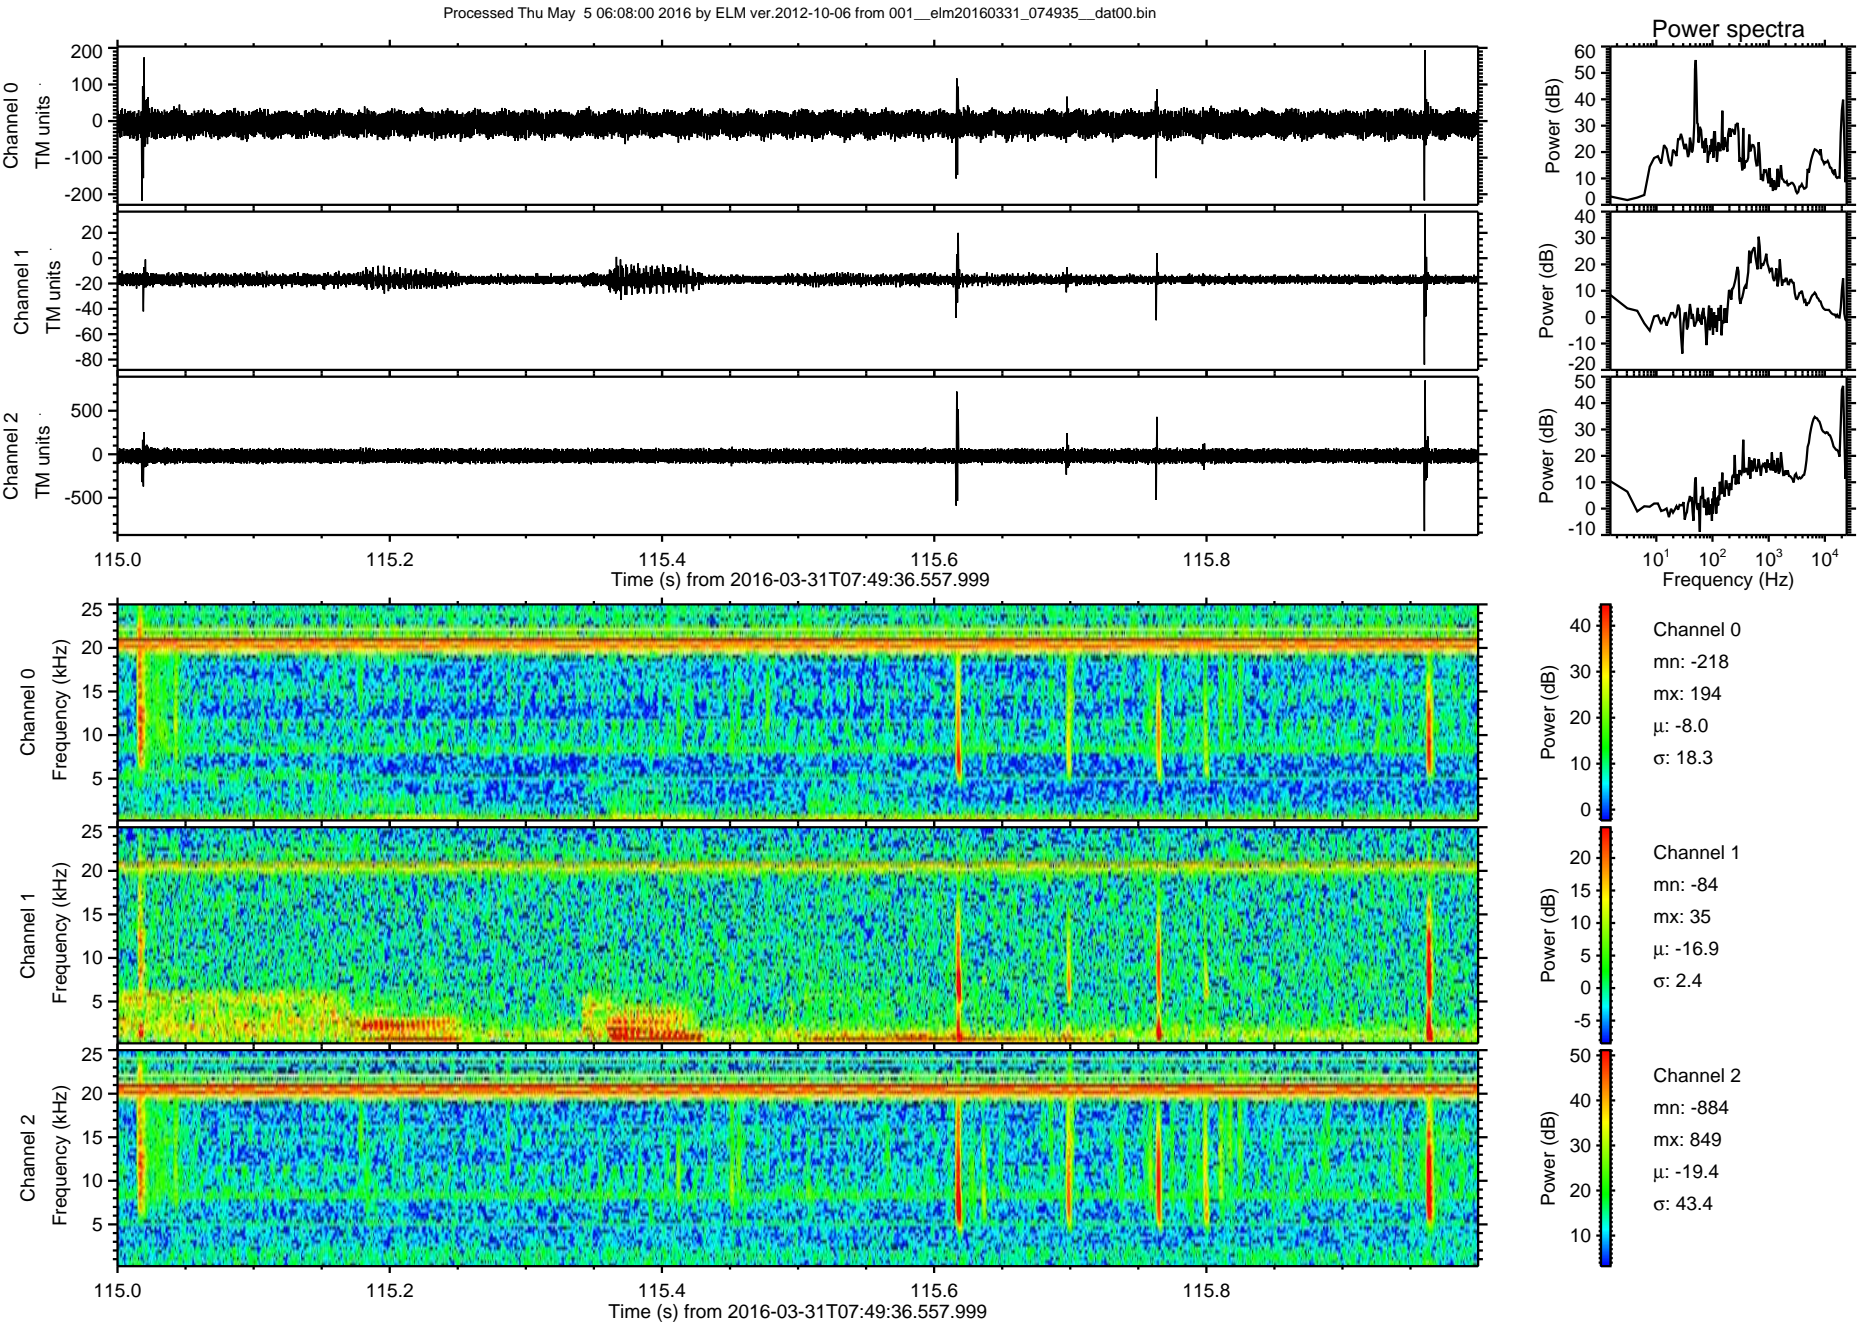 Processed Thu May  5 06:08:00 2016 by ELM ver.2012-10-06 from 001__elm20160331_074935__dat00.bin
Power spectra
Channel 0
TM units
200
100
0
-100
-200
Power (dB)
60
50
40
30
20
10
0
Channel 1
TM units
20
0
-20
-40
-60
-80
Power (dB)
40
30
20
10
0
-10
-20
Channel 2
TM units
500
0
-500
Power (dB)
50
40
30
20
10
0
-10
115.0 115.2 115.4 115.6 115.8
Time (s) from 2016-03-31T07:49:36.557.999
10¹ 10² 10³ 10⁴
Frequency (Hz)
Channel 0
Frequency (kHz)
25
20
15
10
5
Power (dB)
40
30
20
10
0
Channel 0
mn: -218
mx: 194
μ: -8.0
σ: 18.3
Channel 1
Frequency (kHz)
25
20
15
10
5
Power (dB)
20
15
10
5
0
-5
Channel 1
mn: -84
mx: 35
μ: -16.9
σ: 2.4
Channel 2
Frequency (kHz)
25
20
15
10
5
Power (dB)
50
40
30
20
10
Channel 2
mn: -884
mx: 849
μ: -19.4
σ: 43.4
115.0 115.2 115.4 115.6 115.8
Time (s) from 2016-03-31T07:49:36.557.999